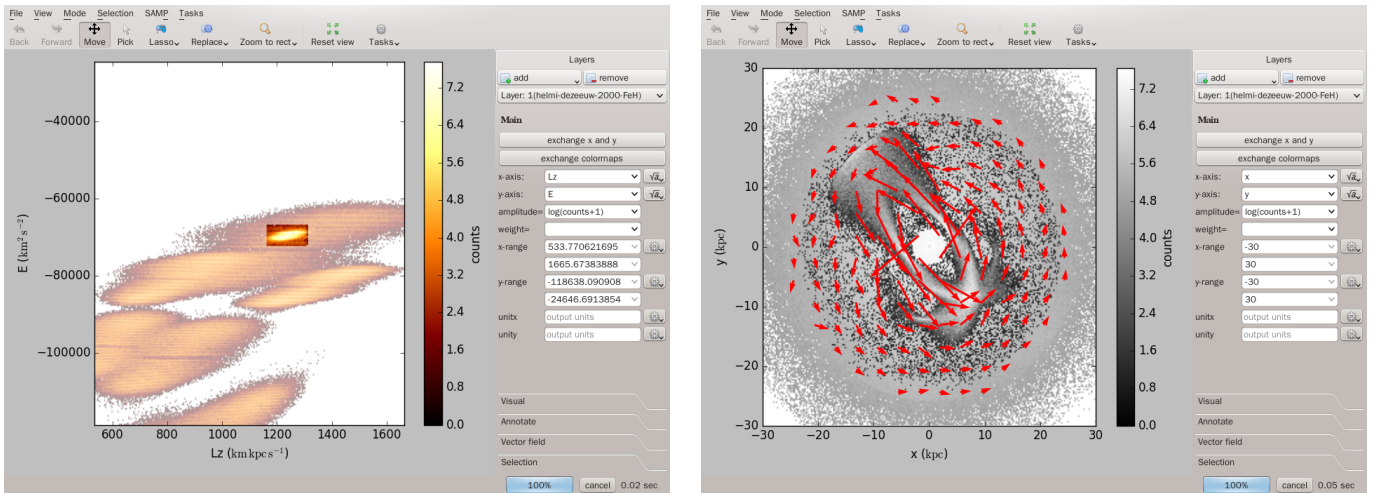 File View Mode Selection SAMP Tasks
Back Forward Move Pick Lasso Replace Zoom to rect Reset view Tasks
Layers
add remove
Layer: 1(helmi-dezeeuw-2000-FeH)
Main
exchange x and y
exchange colormaps
x-axis: Lz √a
y-axis: E √a
amplitude= log(counts+1)
weight=
x-range 533.770621695
1665.67383888
y-range -118638.090908
-24646.6913854
unitx output units
unity output units
Visual
Annotate
Vector field
Selection
100% cancel 0.02 sec
−40000
−60000
−80000
−100000
E (km² s⁻²)
600 800 1000 1200 1400 1600
Lz (km kpc s⁻¹)
7.2
6.4
5.6
4.8
4.0
3.2
2.4
1.6
0.8
0.0
counts
File View Mode Selection SAMP Tasks
Back Forward Move Pick Lasso Replace Zoom to rect Reset view Tasks
Layers
add remove
Layer: 1(helmi-dezeeuw-2000-FeH)
Main
exchange x and y
exchange colormaps
x-axis: x √a
y-axis: y √a
amplitude= log(counts+1)
weight=
x-range -30
30
y-range -30
30
unitx output units
unity output units
Visual
Annotate
Vector field
Selection
100% cancel 0.05 sec
30
20
10
0
−10
−20
−30
y (kpc)
−30 −20 −10 0 10 20 30
x (kpc)
7.2
6.4
5.6
4.8
4.0
3.2
2.4
1.6
0.8
0.0
counts